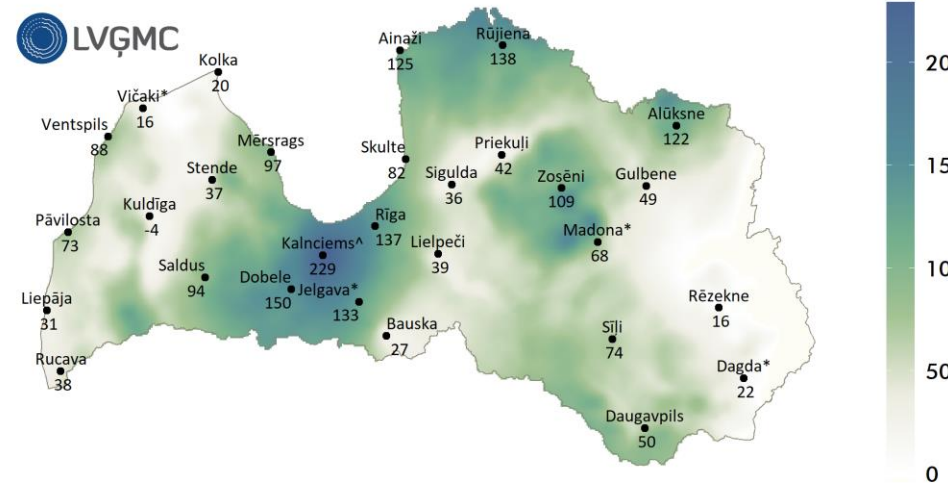 LVĢMC
Kolka
20
Vičaki*
16
Ventspils
88
Mērsrags
97
Stende
37
Kuldīga
-4
Pāvilosta
73
Saldus
94
Liepāja
31
Rucava
38
Dobele
150
Kalnciems^
229
Jelgava*
133
Rīga
137
Bauska
27
Ainaži
125
Rūjiena
138
Skulte
82
Sigulda
36
Priekuļi
42
Zosēni
109
Lielpeči
39
Madona*
68
Gulbene
49
Alūksne
122
Rēzekne
16
Sīļi
74
Dagda*
22
Daugavpils
50
20
15
10
50
0